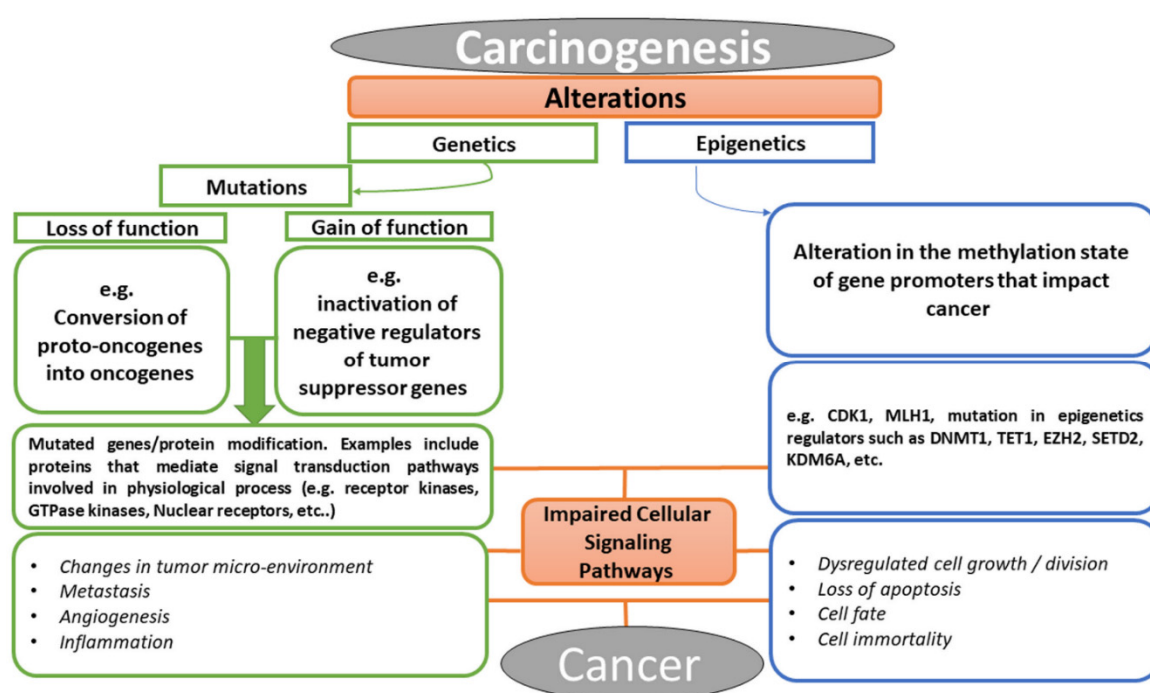 Carcinogenesis
Alterations
Genetics
Epigenetics
Mutations
Loss of function
Gain of function
e.g.
Conversion of
proto-oncogenes
into oncogenes
e.g.
inactivation of
negative regulators
of tumor
suppressor genes
Alteration in the methylation state
of gene promoters that impact
cancer
Mutated genes/protein modification. Examples include
proteins that mediate signal transduction pathways
involved in physiological process (e.g. receptor kinases,
GTPase kinases, Nuclear receptors, etc..)
e.g. CDK1, MLH1, mutation in epigenetics
regulators such as DNMT1, TET1, EZH2, SETD2,
KDM6A, etc.
Impaired Cellular
Signaling
Pathways
• Changes in tumor micro-environment
• Metastasis
• Angiogenesis
• Inflammation
• Dysregulated cell growth / division
• Loss of apoptosis
• Cell fate
• Cell immortality
Cancer